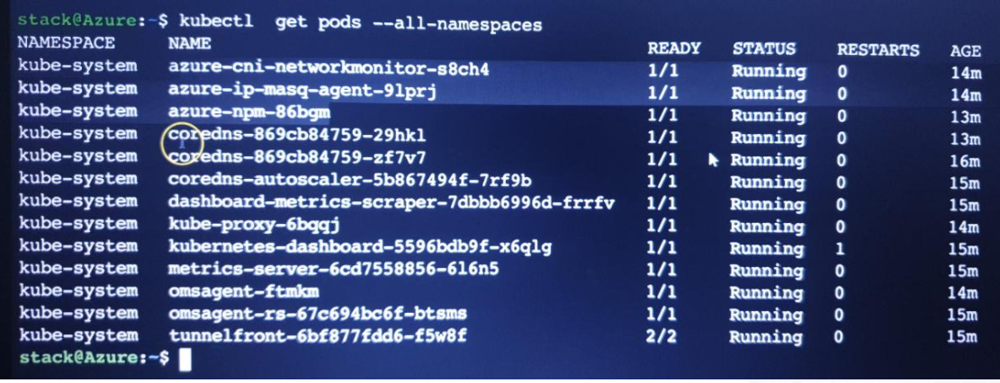 stack@Azure:~$ kubectl  get pods --all-namespaces
NAMESPACE NAME READY STATUS RESTARTS AGE
kube-system azure-cni-networkmonitor-s8ch4 1/1 Running 0 14m
kube-system azure-ip-masq-agent-9lprj 1/1 Running 0 14m
kube-system azure-npm-86bgm 1/1 Running 0 13m
kube-system coredns-869cb84759-29hkl 1/1 Running 0 13m
kube-system coredns-869cb84759-zf7v7 1/1 Running 0 16m
kube-system coredns-autoscaler-5b867494f-7rf9b 1/1 Running 0 15m
kube-system dashboard-metrics-scraper-7dbbb6996d-frrfv 1/1 Running 0 15m
kube-system kube-proxy-6bqqj 1/1 Running 0 14m
kube-system kubernetes-dashboard-5596bdb9f-x6qlg 1/1 Running 1 15m
kube-system metrics-server-6cd7558856-6l6n5 1/1 Running 0 15m
kube-system omsagent-ftmkm 1/1 Running 0 14m
kube-system omsagent-rs-67c694bc6f-btsms 1/1 Running 0 15m
kube-system tunnelfront-6bf877fdd6-f5w8f 2/2 Running 0 15m
stack@Azure:~$